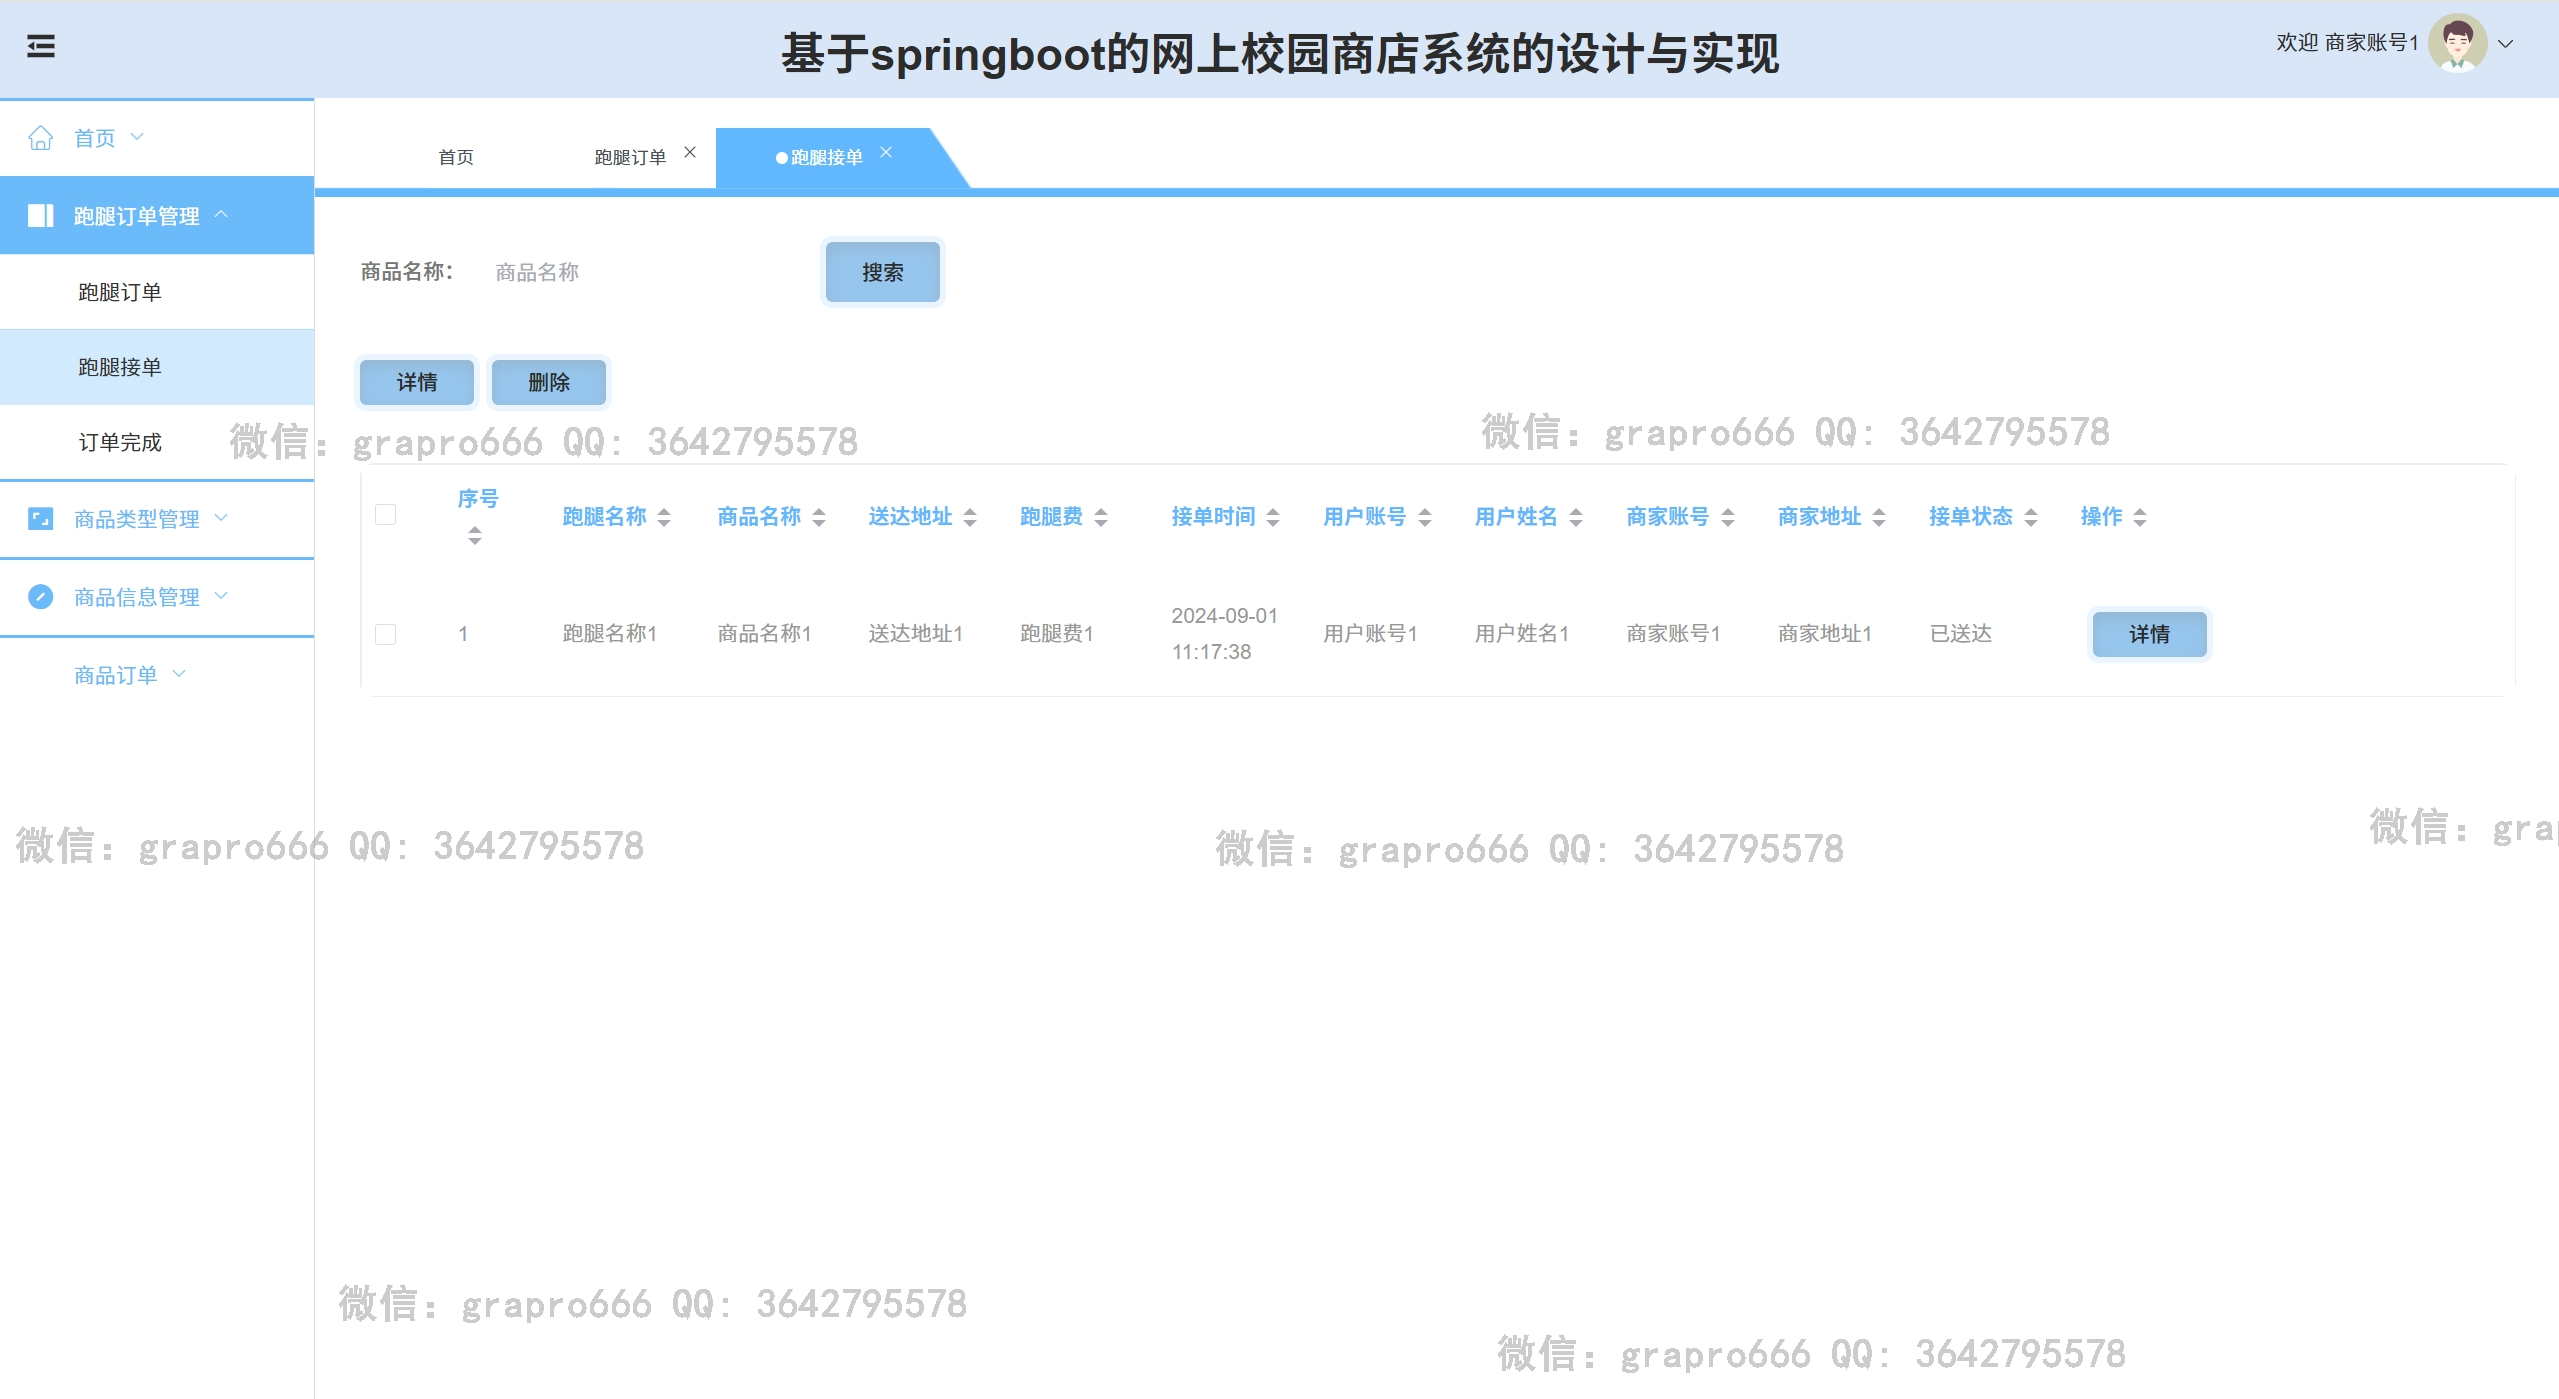 基于springboot的网上校园商店系统的设计与实现
欢迎 商家账号1
首页
跑腿订单管理
跑腿订单
跑腿接单
订单完成
商品类型管理
商品信息管理
商品订单
首页
跑腿订单
跑腿接单
商品名称：
商品名称
搜索
详情
删除
微信：grapro666 QQ：3642795578
微信：grapro666 QQ：3642795578
序号 跑腿名称 商品名称 送达地址 跑腿费 接单时间 用户账号 用户姓名 商家账号 商家地址 接单状态 操作
1 跑腿名称1 商品名称1 送达地址1 跑腿费1 2024-09-01 11:17:38 用户账号1 用户姓名1 商家账号1 商家地址1 已送达 详情
微信：grapro666 QQ：3642795578
微信：grapro666 QQ：3642795578
微信：gra
微信：grapro666 QQ：3642795578
微信：grapro666 QQ：3642795578